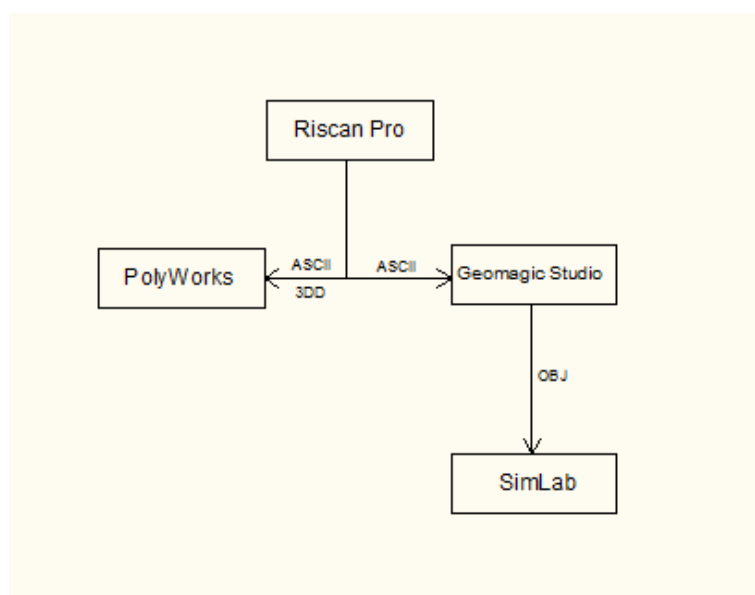 Riscan Pro
ASCII
ASCII
PolyWorks
3DD
Geomagic Studio
OBJ
SimLab